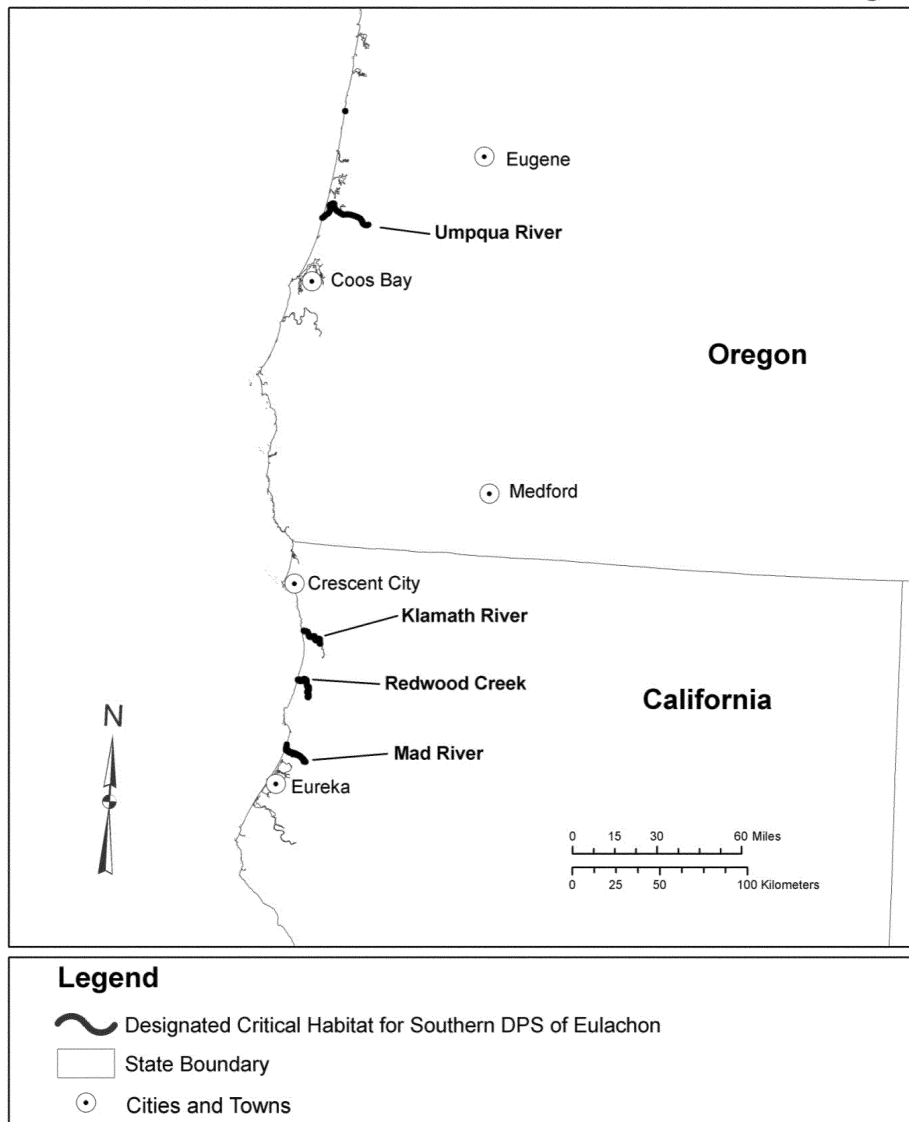 Eugene
Umpqua River
Coos Bay
Oregon
Medford
Crescent City
Klamath River
Redwood Creek
California
N
Mad River
Eureka
0 15 30 60 Miles
0 25 50 100 Kilometers
Legend
Designated Critical Habitat for Southern DPS of Eulachon
State Boundary
Cities and Towns